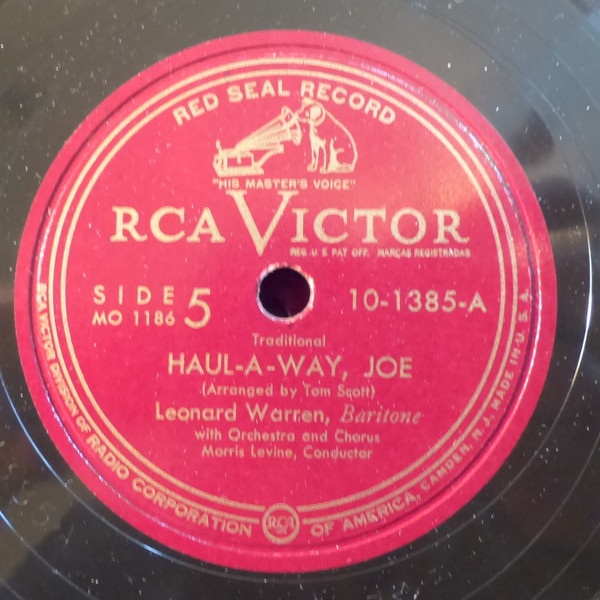 RED SEAL RECORD
"HIS MASTER'S VOICE"
RCA VICTOR
REG. U.S. PAT. OFF. MARCAS REGISTRADAS
SIDE 5
MO 1186
10-1385-A
Traditional
HAUL-A-WAY, JOE
(Arranged by Tom Scott)
Leonard Warren, Baritone
with Orchestra and Chorus
Morris Levine, Conductor
RCA VICTOR DIVISION OF RADIO CORPORATION OF AMERICA, CAMDEN, N. J. MADE IN U. S. A.
RCA